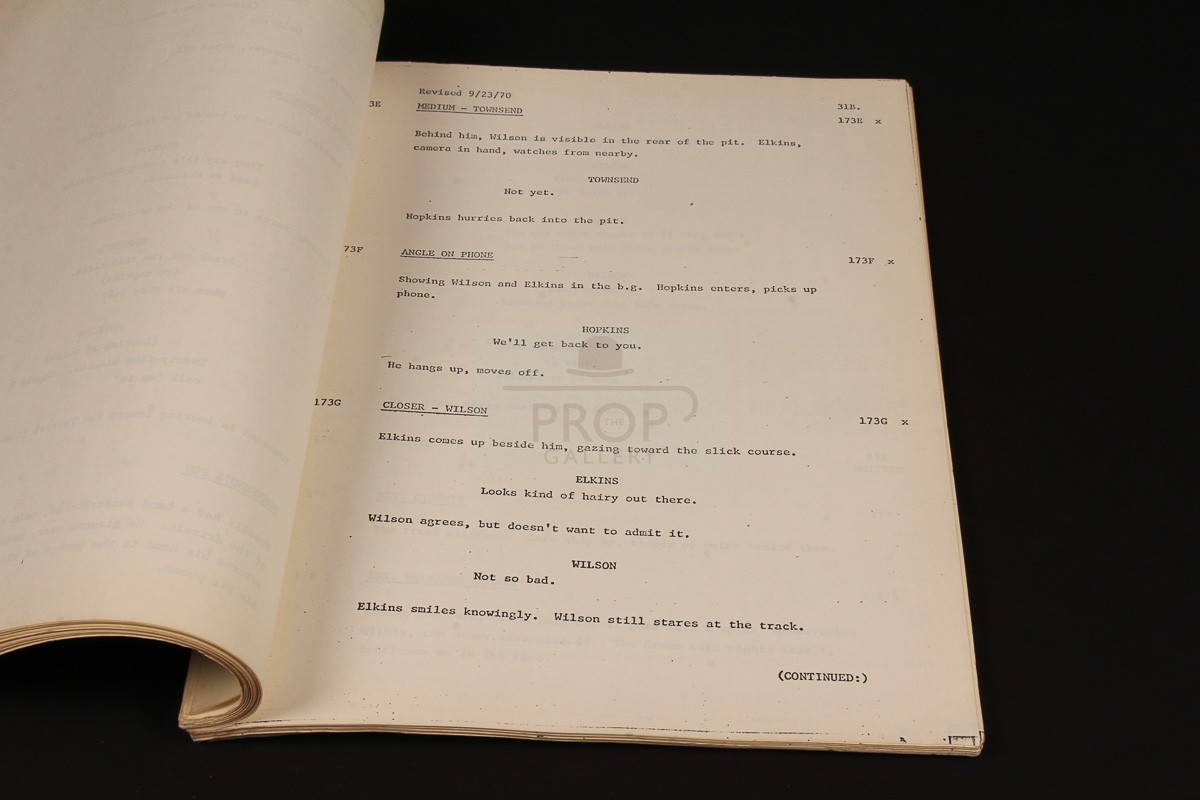 Revised 9/23/70
31B.
3E MEDIUM - TOWNSEND 173E x
Behind him, Wilson is visible in the rear of the pit. Elkins,
camera in hand, watches from nearby.
TOWNSEND
Not yet.
Hopkins hurries back into the pit.
73F ANGLE ON PHONE 173F x
Showing Wilson and Elkins in the b.g. Hopkins enters, picks up
phone.
HOPKINS
We'll get back to you.
He hangs up, moves off.
173G CLOSER - WILSON 173G x
Elkins comes up beside him, gazing toward the slick course.
ELKINS
Looks kind of hairy out there.
Wilson agrees, but doesn't want to admit it.
WILSON
Not so bad.
Elkins smiles knowingly. Wilson still stares at the track.
(CONTINUED:)
THE
PROP
GALLERY